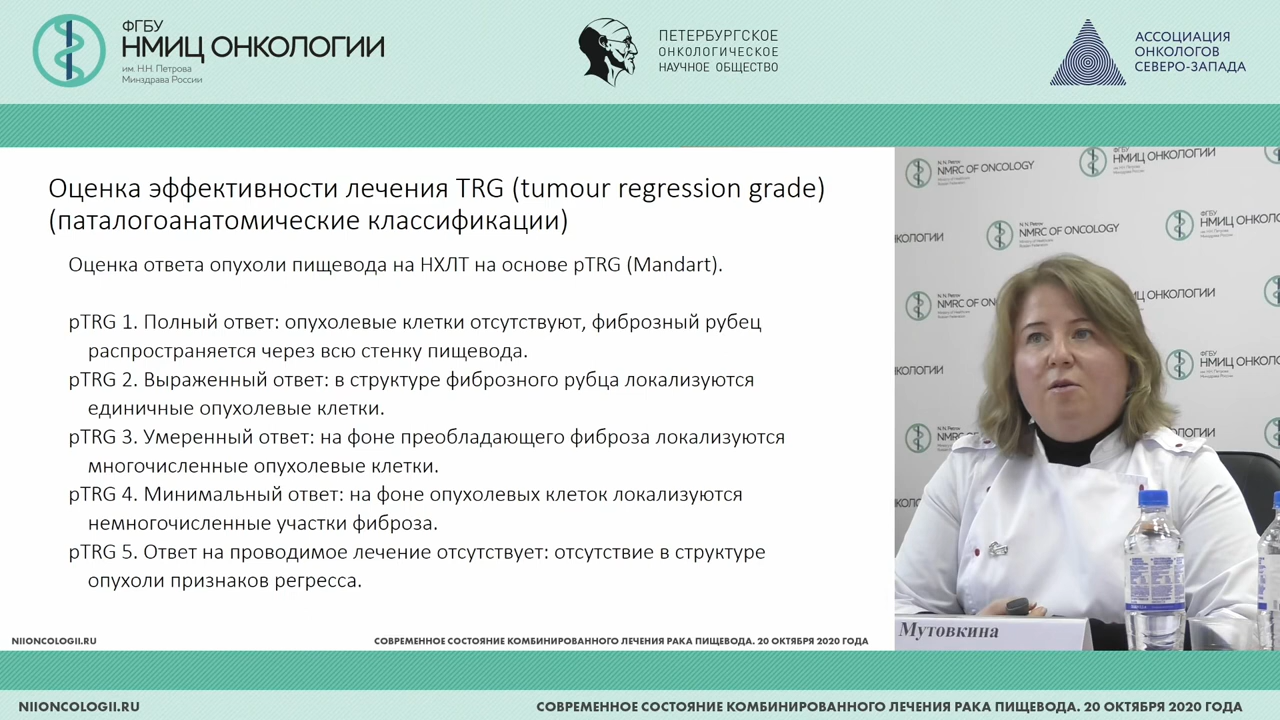 ФГБУ
НМИЦ ОНКОЛОГИИ
им. Н.Н. Петрова
Минздрава России
ПЕТЕРБУРГСКОЕ
ОНКОЛОГИЧЕСКОЕ
НАУЧНОЕ ОБЩЕСТВО
АССОЦИАЦИЯ
ОНКОЛОГОВ
СЕВЕРО-ЗАПАДА
Оценка эффективности лечения TRG (tumour regression grade)
(паталогоанатомические классификации)
Оценка ответа опухоли пищевода на НХЛТ на основе pTRG (Mandart).
pTRG 1. Полный ответ: опухолевые клетки отсутствуют, фиброзный рубец
распространяется через всю стенку пищевода.
pTRG 2. Выраженный ответ: в структуре фиброзного рубца локализуются
единичные опухолевые клетки.
pTRG 3. Умеренный ответ: на фоне преобладающего фиброза локализуются
многочисленные опухолевые клетки.
pTRG 4. Минимальный ответ: на фоне опухолевых клеток локализуются
немногочисленные участки фиброза.
pTRG 5. Ответ на проводимое лечение отсутствует: отсутствие в структуре
опухоли признаков регресса.
NIIONCOLOGII.RU
СОВРЕМЕННОЕ СОСТОЯНИЕ КОМБИНИРОВАННОГО ЛЕЧЕНИЯ РАКА ПИЩЕВОДА. 20 ОКТЯБРЯ 2020 ГОДА
NMRC OF ONCOLOGY
НМИЦ ОНКОЛОГИИ
NMRC OF ONCOLOGY
Мутовкина
NIIONCOLOGII.RU
СОВРЕМЕННОЕ СОСТОЯНИЕ КОМБИНИРОВАННОГО ЛЕЧЕНИЯ РАКА ПИЩЕВОДА. 20 ОКТЯБРЯ 2020 ГОДА